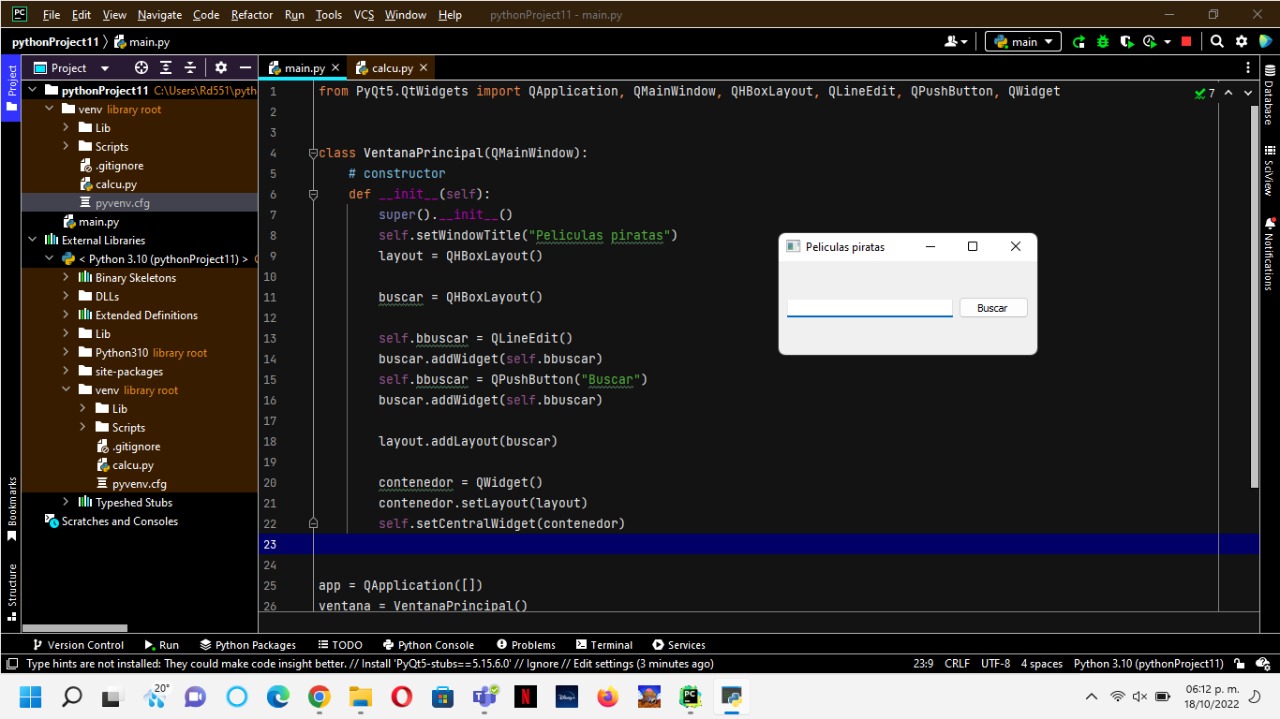 PC File Edit View Navigate Code Refactor Run Tools VCS Window Help pythonProject11 - main.py
pythonProject11 main.py main
Project main.py calcu.py
pythonProject11 C:\Users\Rd551\pyth
venv library root
Lib
Scripts
.gitignore
calcu.py
pyvenv.cfg
main.py
External Libraries
< Python 3.10 (pythonProject11) >
Binary Skeletons
DLLs
Extended Definitions
Lib
Python310 library root
site-packages
venv library root
Lib
Scripts
.gitignore
calcu.py
pyvenv.cfg
Typeshed Stubs
Scratches and Consoles
Project
Bookmarks
Structure
1 from PyQt5.QtWidgets import QApplication, QMainWindow, QHBoxLayout, QLineEdit, QPushButton, QWidget
2
3
4 class VentanaPrincipal(QMainWindow):
5 # constructor
6 def __init__(self):
7 super().__init__()
8 self.setWindowTitle("Peliculas piratas")
9 layout = QHBoxLayout()
10
11 buscar = QHBoxLayout()
12
13 self.bbuscar = QLineEdit()
14 buscar.addWidget(self.bbuscar)
15 self.bbuscar = QPushButton("Buscar")
16 buscar.addWidget(self.bbuscar)
17
18 layout.addLayout(buscar)
19
20 contenedor = QWidget()
21 contenedor.setLayout(layout)
22 self.setCentralWidget(contenedor)
23
24
25 app = QApplication([])
26 ventana = VentanaPrincipal()
7
Peliculas piratas
Buscar
Database
SciView
Notifications
Version Control Run Python Packages TODO Python Console Problems Terminal Services
Type hints are not installed: They could make code insight better. // Install 'PyQt5-stubs==5.15.6.0' // Ignore // Edit settings (3 minutes ago) 23:9 CRLF UTF-8 4 spaces Python 3.10 (pythonProject11)
20°
N
Disney+
PC
06:12 p. m.
18/10/2022